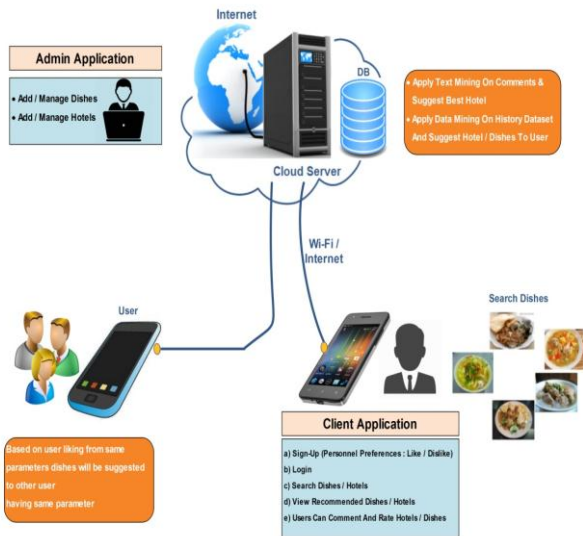 Internet
Admin Application
• Add / Manage Dishes
• Add / Manage Hotels
DB
• Apply Text Mining On Comments &
Suggest Best Hotel
• Apply Data Mining On History Dataset
And Suggest Hotel / Dishes To User
Cloud Server
Wi-Fi /
Internet
User
Search Dishes
Based on user liking from same
parameters dishes will be suggested
to other user
having same parameter
Client Application
a) Sign-Up (Personnel Preferences : Like / Dislike)
b) Login
c) Search Dishes / Hotels
d) View Recommended Dishes / Hotels
e) Users Can Comment And Rate Hotels / Dishes